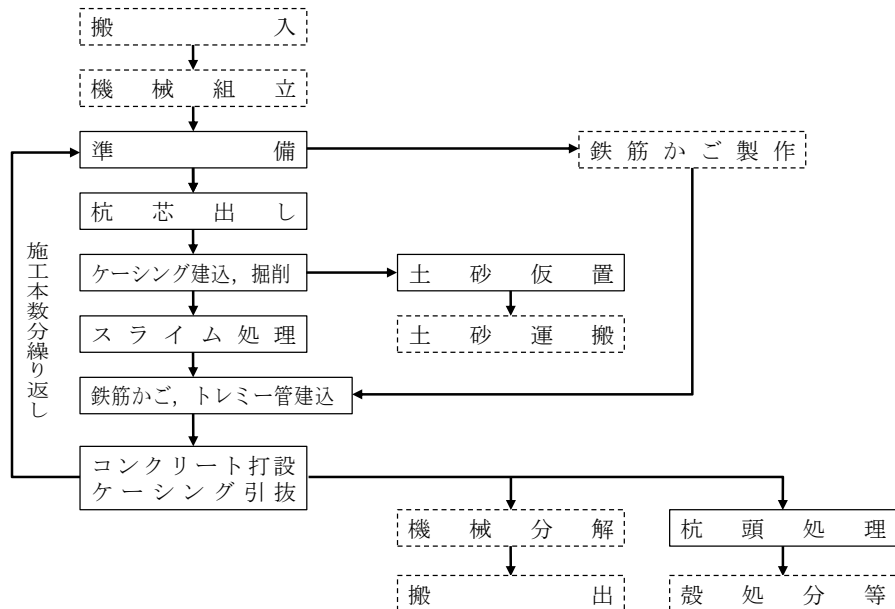 搬入
機械組立
準備
鉄筋かご製作
杭芯出し
ケーシング建込，掘削
土砂仮置
スライム処理
土砂運搬
鉄筋かご，トレミー管建込
施工本数分繰り返し
コンクリート打設
ケーシング引抜
機械分解
杭頭処理
搬出
殻処分等